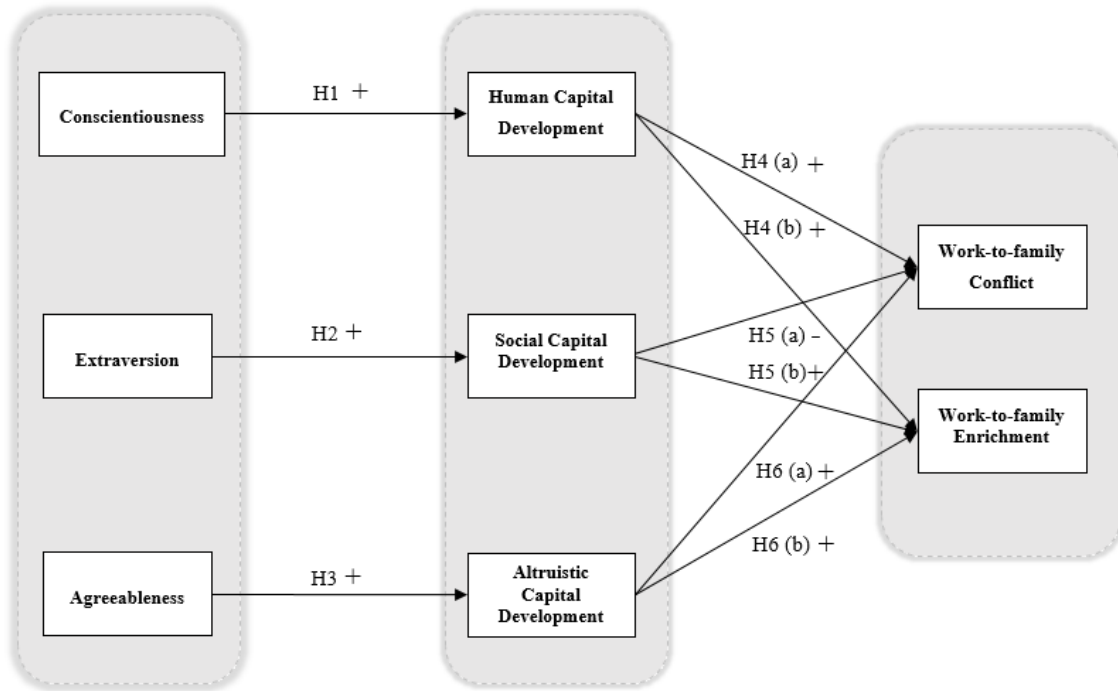 Conscientiousness
H1 +
Human Capital
Development
H4 (a) +
H4 (b) +
Work-to-family
Conflict
Extraversion
H2 +
Social Capital
Development
H5 (a) -
H5 (b) +
Work-to-family
Enrichment
H6 (a) +
H6 (b) +
Agreeableness
H3 +
Altruistic
Capital
Development